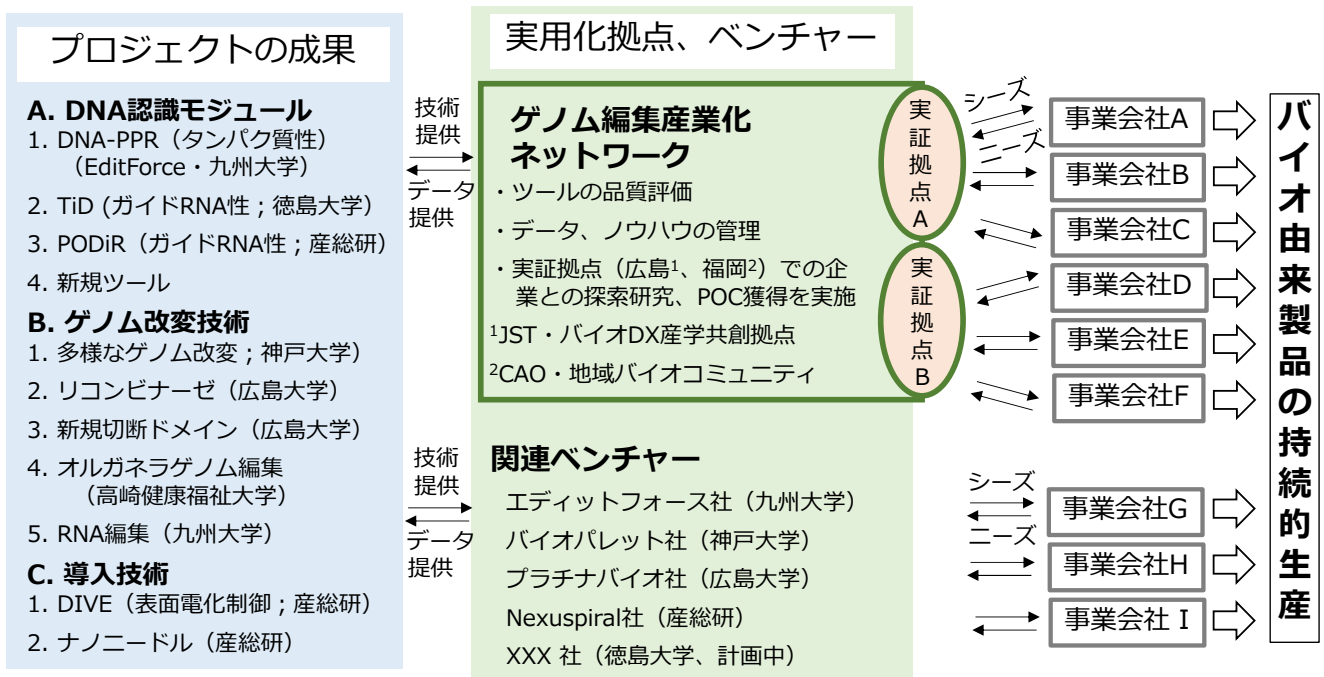 プロジェクトの成果
A. DNA認識モジュール
1. DNA-PPR（タンパク質性）
（EditForce・九州大学）
2. TiD (ガイドRNA性；徳島大学）
3. PODiR（ガイドRNA性；産総研）
4. 新規ツール
B. ゲノム改変技術
1. 多様なゲノム改変；神戸大学）
2. リコンビナーゼ（広島大学）
3. 新規切断ドメイン（広島大学）
4. オルガネラゲノム編集
（高崎健康福祉大学）
5. RNA編集（九州大学）
C. 導入技術
1. DIVE（表面電化制御；産総研）
2. ナノニードル（産総研）
技術
提供
データ
提供
技術
提供
データ
提供
実用化拠点、ベンチャー
ゲノム編集産業化
ネットワーク
・ツールの品質評価
・データ、ノウハウの管理
・実証拠点（広島¹、福岡²）での企
業との探索研究、POC獲得を実施
¹JST・バイオDX産学共創拠点
²CAO・地域バイオコミュニティ
実証拠点A
実証拠点B
関連ベンチャー
エディットフォース社（九州大学）
バイオパレット社（神戸大学）
プラチナバイオ社（広島大学）
Nexuspiral社（産総研）
XXX 社（徳島大学、計画中）
シーズ
ニーズ
事業会社A
事業会社B
事業会社C
事業会社D
事業会社E
事業会社F
シーズ
ニーズ
事業会社G
事業会社H
事業会社 I
バイオ由来製品の持続的生産